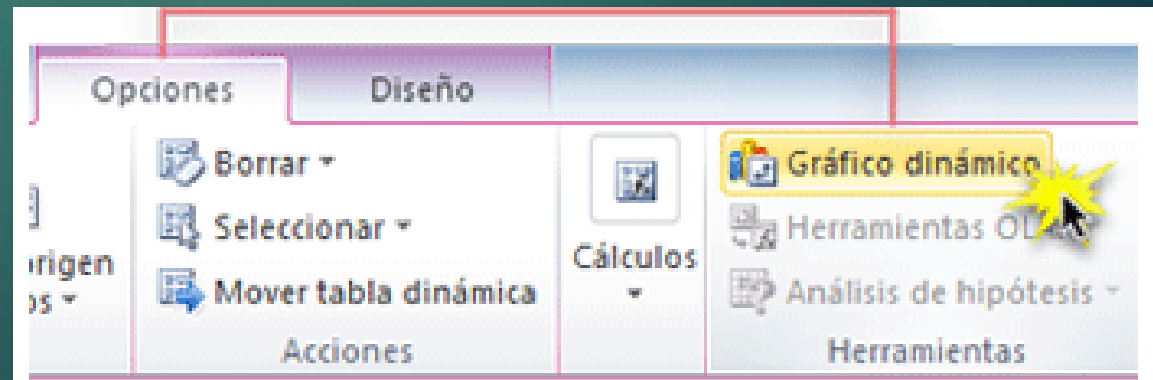 Opciones Diseño
Borrar
Seleccionar
Mover tabla dinámica
Acciones
Cálculos
Gráfico dinámico
Herramientas
Análisis de hipótesis
Herramientas